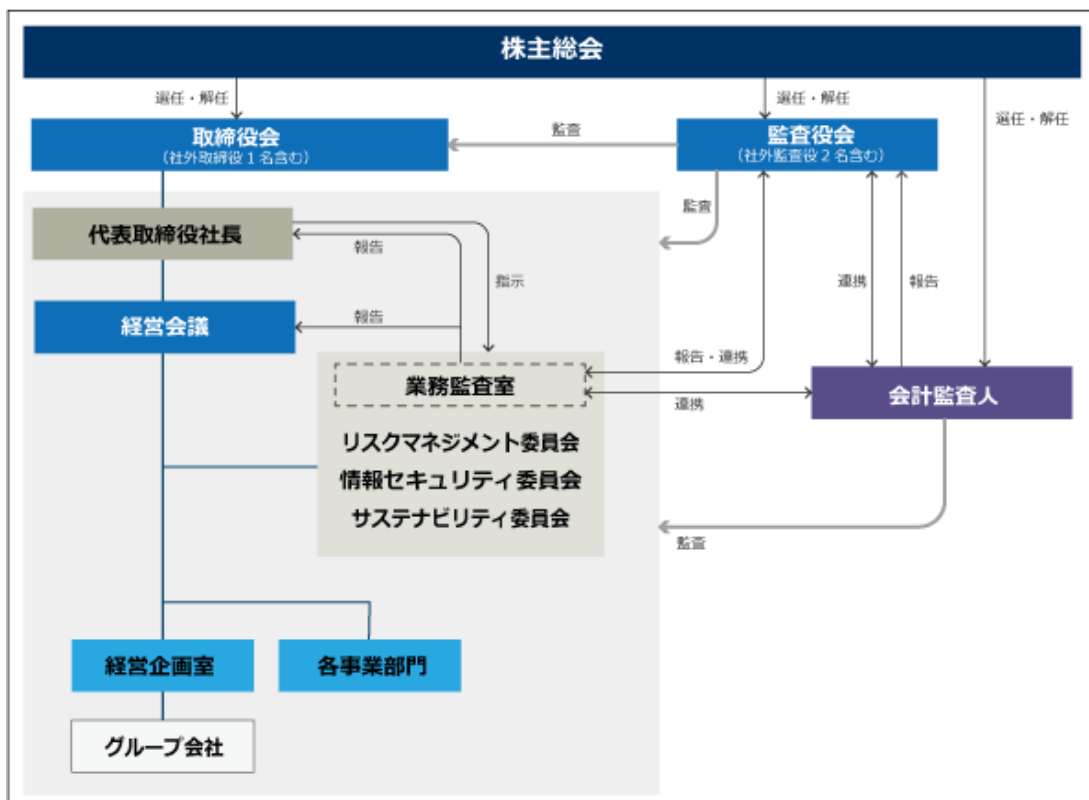 株主総会
選任・解任
選任・解任
選任・解任
取締役会
(社外取締役1名含む)
監査
監査役会
(社外監査役2名含む)
監査
代表取締役社長
報告
指示
連携
報告
経営会議
報告
報告・連携
業務監査室
連携
会計監査人
リスクマネジメント委員会
情報セキュリティ委員会
サステナビリティ委員会
監査
経営企画室
各事業部門
グループ会社